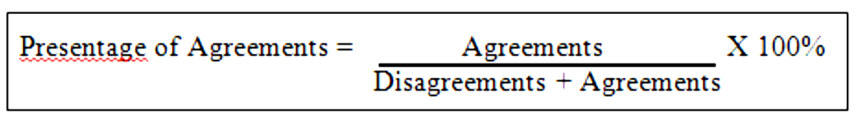 Presentage of Agreements = Agreements X 100%
Disagreements + Agreements